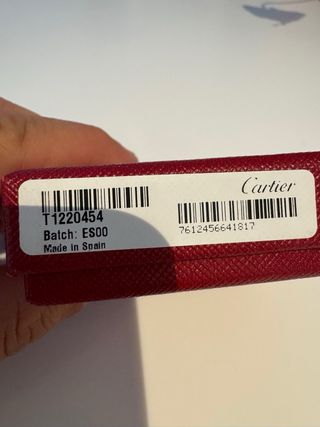 Cartier
T1220454
Batch: ES00
Made in Spain
7612456641817